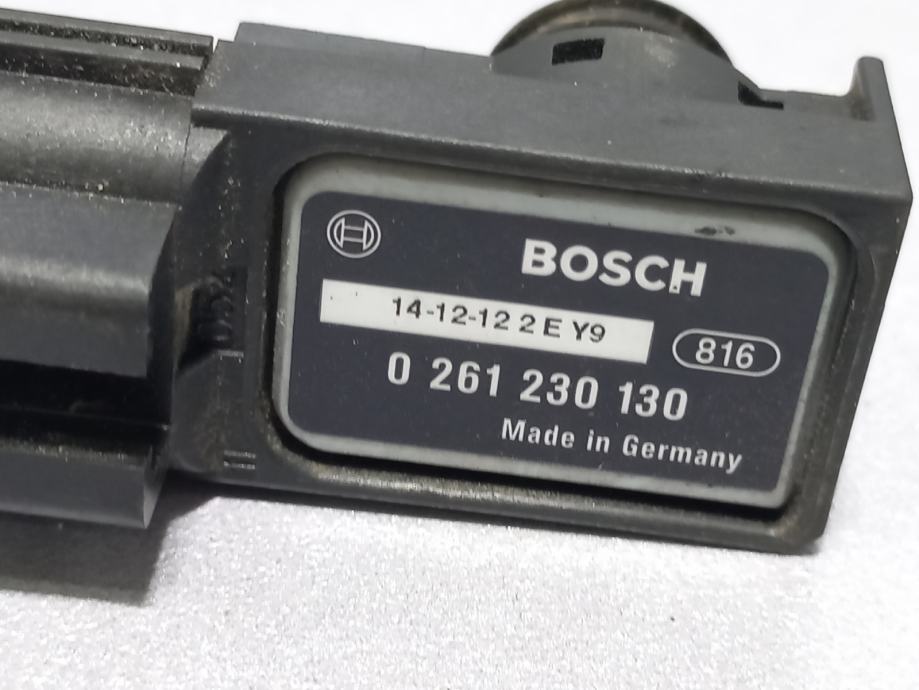 BOSCH
14-12-12 2 E Y9
816
0 261 230 130
Made in Germany